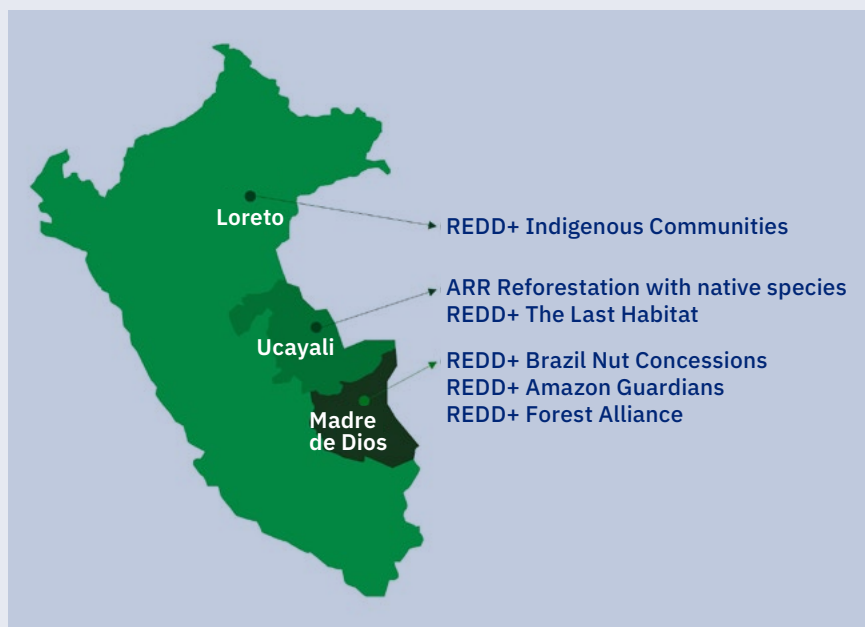 Loreto
REDD+ Indigenous Communities
ARR Reforestation with native species
REDD+ The Last Habitat
Ucayali
REDD+ Brazil Nut Concessions
REDD+ Amazon Guardians
REDD+ Forest Alliance
Madre
de Dios